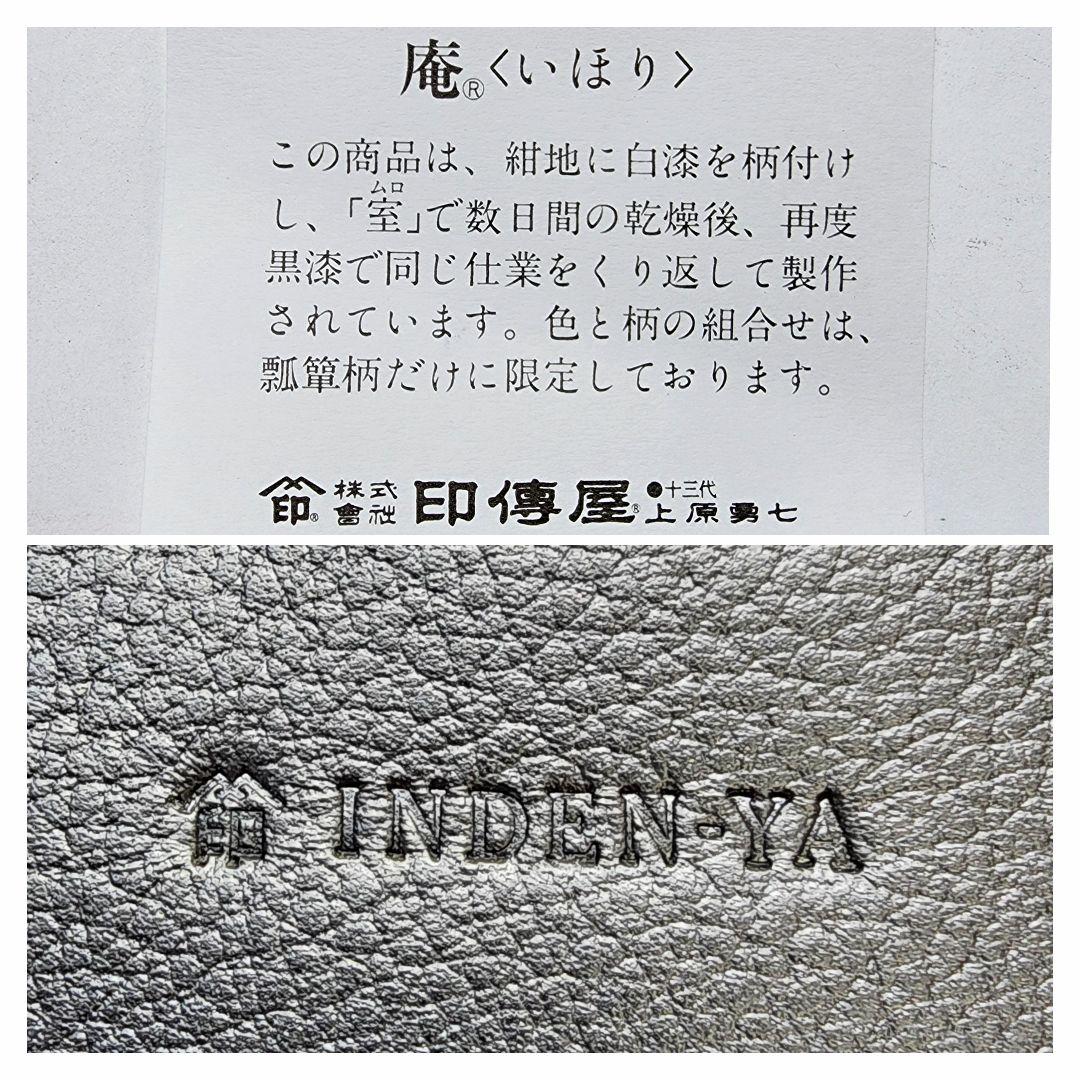 庵®〈いほり〉
この商品は、紺地に白漆を柄付け
ムロ
し、「室」で数日間の乾燥後、再度
黒漆で同じ仕業をくり返して製作
されています。色と柄の組合せは、
瓢簞柄だけに限定しております。
印® 株式會社 印傳屋® ●十三代 上原勇七
印 INDEN-YA